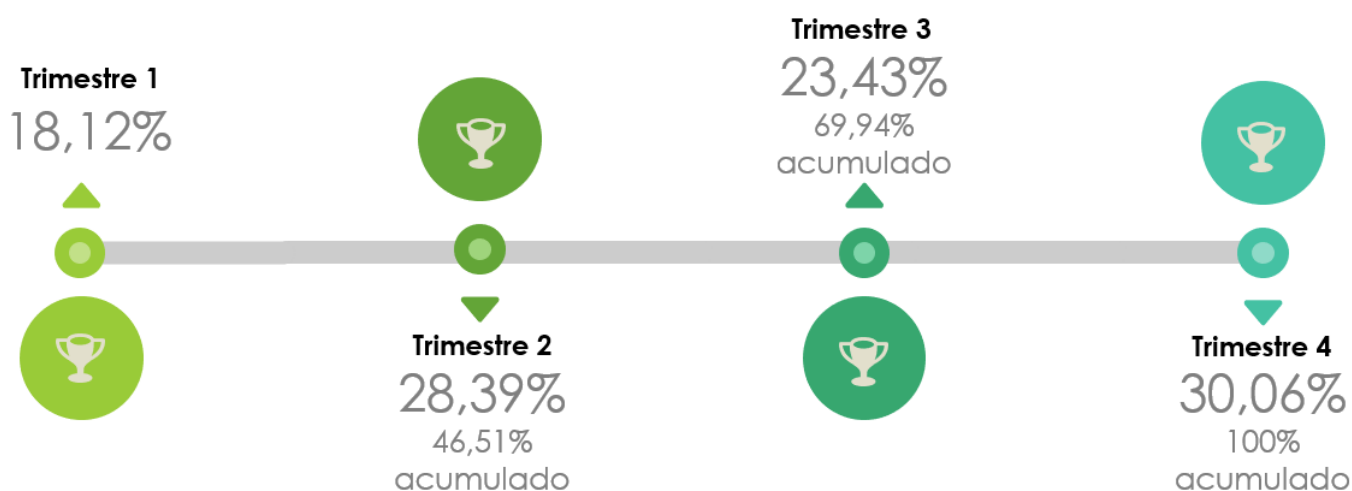 Trimestre 1
18,12%
Trimestre 2
28,39%
46,51%
acumulado
Trimestre 3
23,43%
69,94%
acumulado
Trimestre 4
30,06%
100%
acumulado